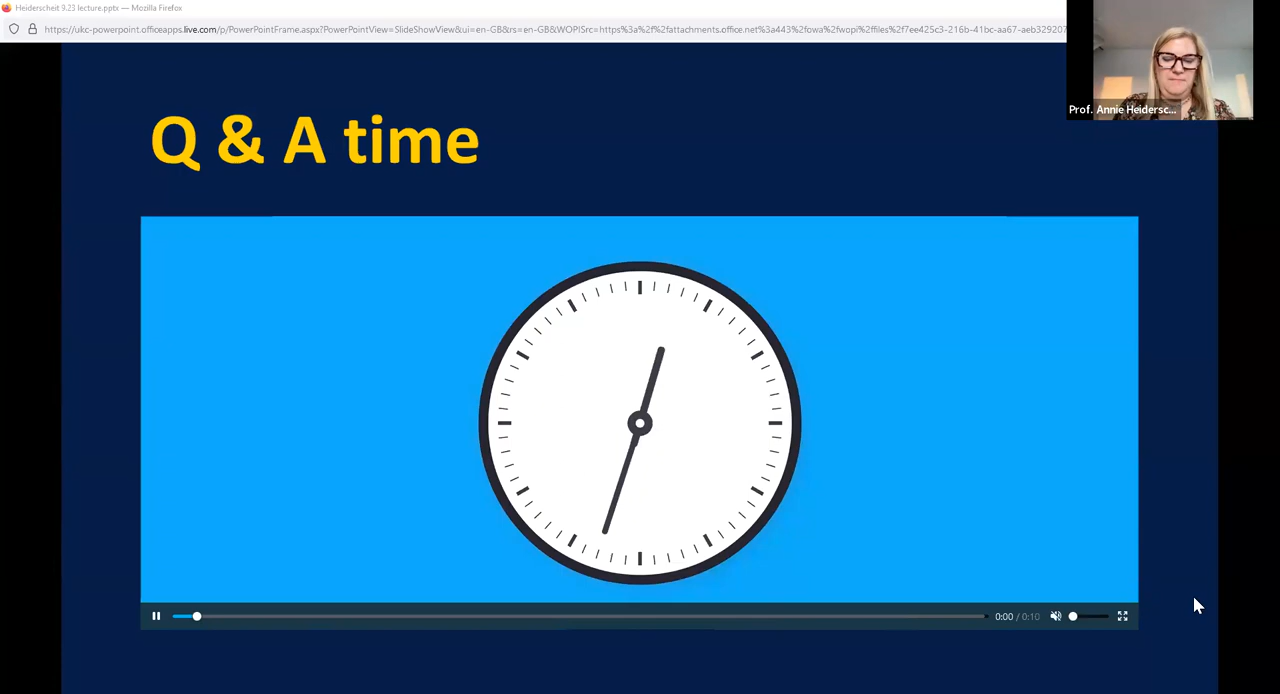 Heiderscheit 9.23 lecture.pptx — Mozilla Firefox
https://ukc-powerpoint.officeapps.live.com/p/PowerPointFrame.aspx?PowerPointView=SlideShowView&ui=en-GB&rs=en-GB&WOPISrc=https%3a%2f%2fattachments.office.net%3a443%2fowa%2fwopi%2ffiles%2f7ee425c3-216b-41bc-aa67-aeb329207
Prof. Annie Heidersc...
Q & A time
0:00 / 0:10